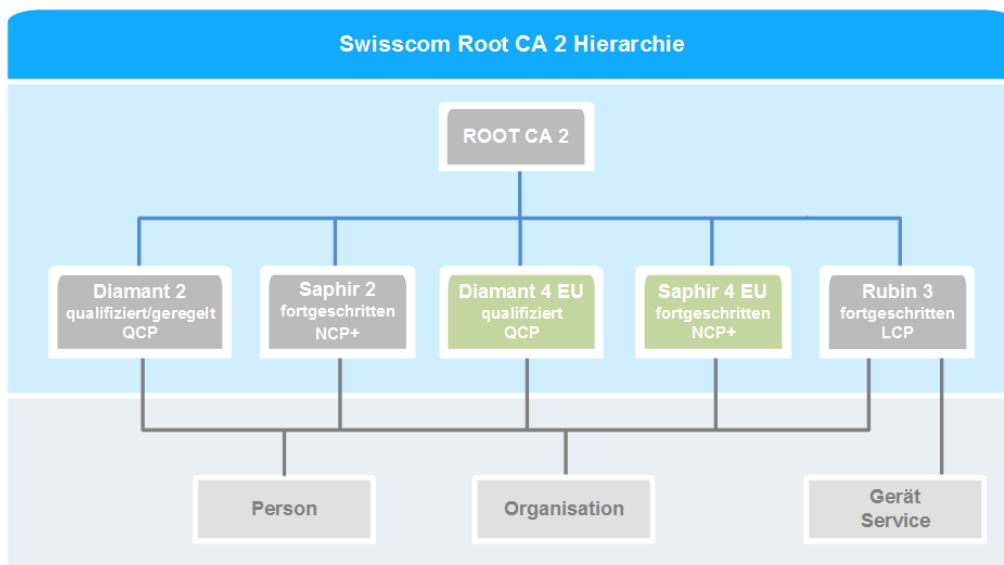 Swisscom Root CA 2 Hierarchie
ROOT CA 2
Diamant 2
qualifiziert/geregelt
QCP
Saphir 2
fortgeschritten
NCP+
Diamant 4 EU
qualifiziert
QCP
Saphir 4 EU
fortgeschritten
NCP+
Rubin 3
fortgeschritten
LCP
Person
Organisation
Gerät
Service